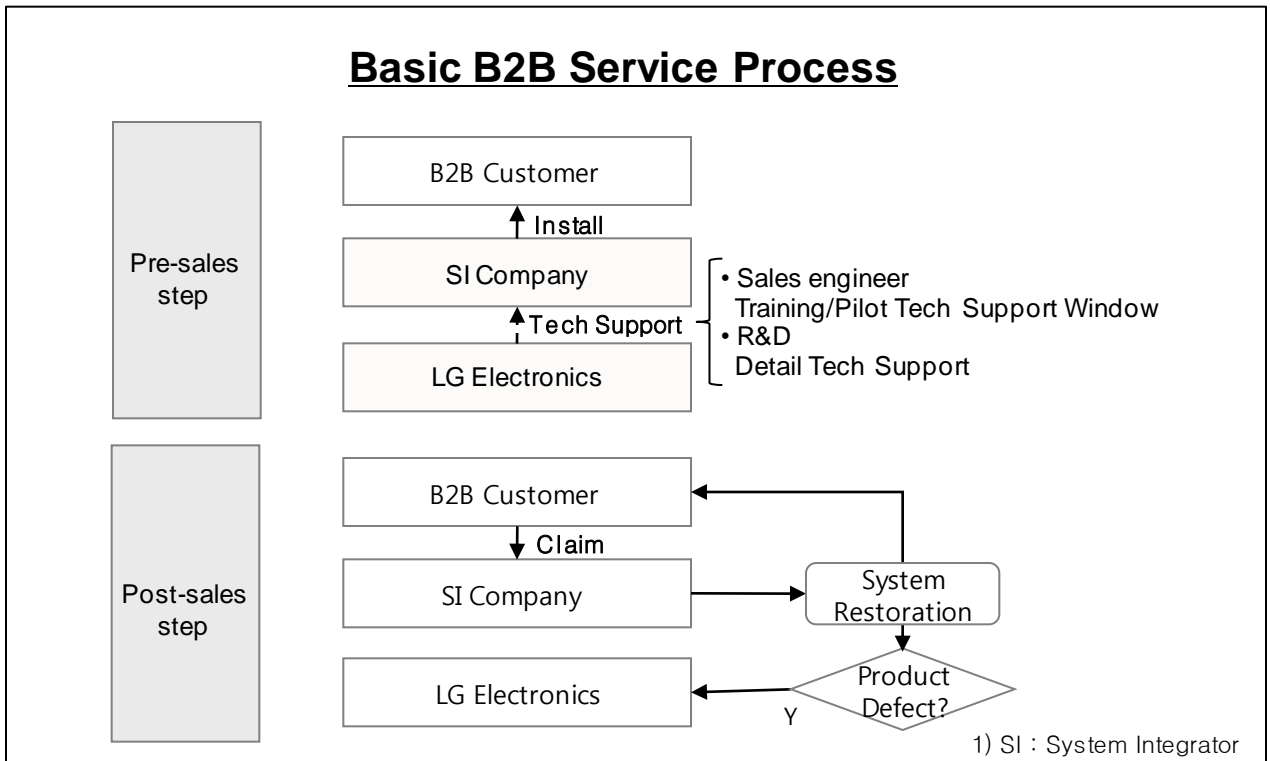 Basic B2B Service Process
Pre-sales
step
B2B Customer
Install
SI Company
Tech Support
LG Electronics
• Sales engineer
Training/Pilot Tech Support Window
• R&D
Detail Tech Support
Post-sales
step
B2B Customer
Claim
SI Company
System
Restoration
LG Electronics
Product
Defect?
Y
1) SI : System Integrator